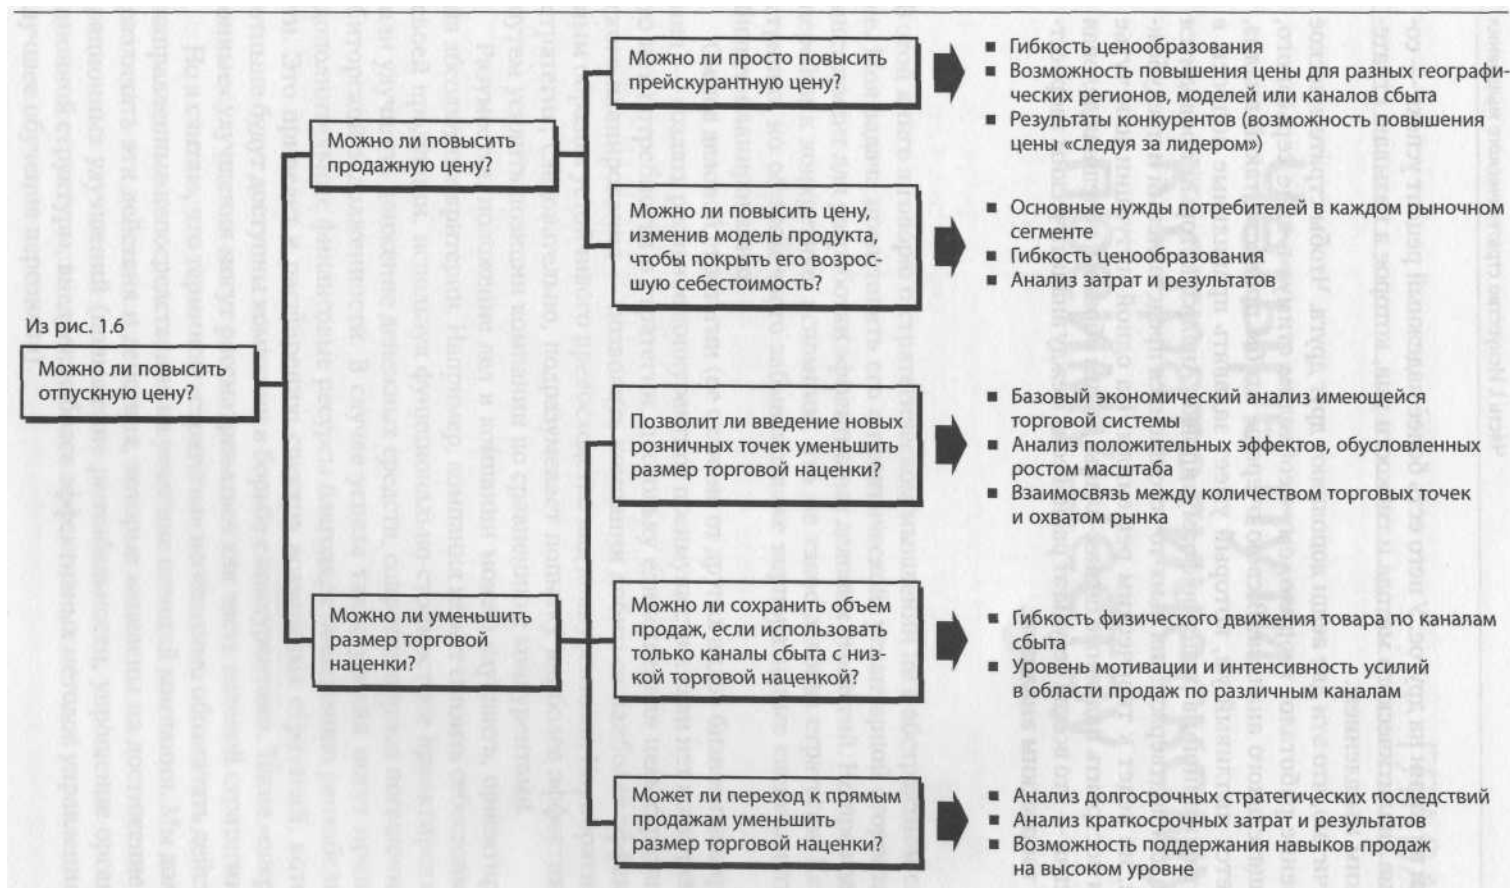 Можно ли просто повысить
прейскурантную цену?
■ Гибкость ценообразования
■ Возможность повышения цены для разных географи-
ческих регионов, моделей или каналов сбыта
■ Результаты конкурентов (возможность повышения
цены «следуя за лидером»)
Можно ли повысить
продажную цену?
Можно ли повысить цену,
изменив модель продукта,
чтобы покрыть его возрос-
шую себестоимость?
■ Основные нужды потребителей в каждом рыночном
сегменте
■ Гибкость ценообразования
■ Анализ затрат и результатов
Из рис. 1.6
Можно ли повысить
отпускную цену?
Позволит ли введение новых
розничных точек уменьшить
размер торговой наценки?
■ Базовый экономический анализ имеющейся
торговой системы
■ Анализ положительных эффектов, обусловленных
ростом масштаба
■ Взаимосвязь между количеством торговых точек
и охватом рынка
Можно ли уменьшить
размер торговой
наценки?
Можно ли сохранить объем
продаж, если использовать
только каналы сбыта с низ-
кой торговой наценкой?
■ Гибкость физического движения товара по каналам
сбыта
■ Уровень мотивации и интенсивность усилий
в области продаж по различным каналам
Может ли переход к прямым
продажам уменьшить
размер торговой наценки?
■ Анализ долгосрочных стратегических последствий
■ Анализ краткосрочных затрат и результатов
■ Возможность поддержания навыков продаж
на высоком уровне